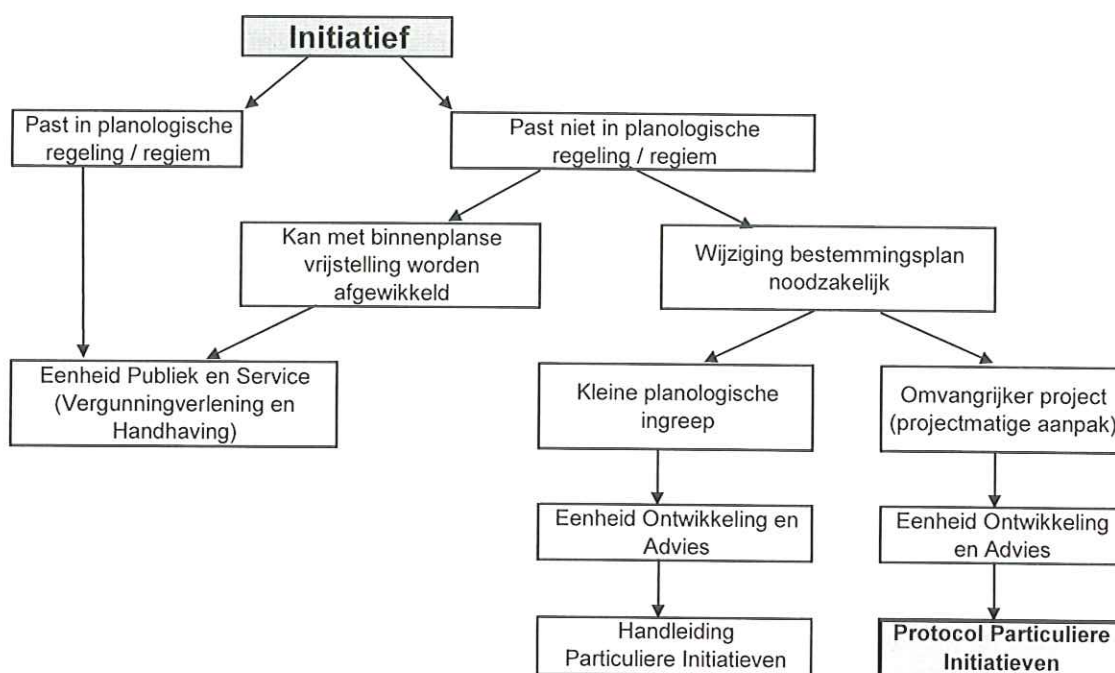 Initiatief
Past in planologische
regeling / regiem
Past niet in planologische
regeling / regiem
Kan met binnenplanse
vrijstelling worden
afgewikkeld
Wijziging bestemmingsplan
noodzakelijk
Eenheid Publiek en Service
(Vergunningverlening en
Handhaving)
Kleine planologische
ingreep
Omvangrijker project
(projectmatige aanpak)
Eenheid Ontwikkeling en
Advies
Eenheid Ontwikkeling
en Advies
Handleiding
Particuliere Initiatieven
Protocol Particuliere
Initiatieven